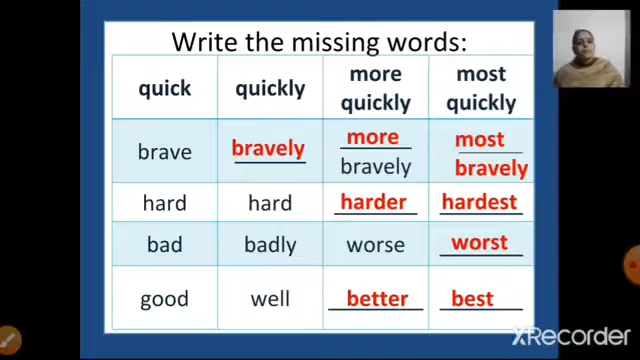 Write the missing words:
quick quickly more quickly most quickly
brave bravely more bravely most bravely
hard hard harder hardest
bad badly worse worst
good well better best
XRecorder